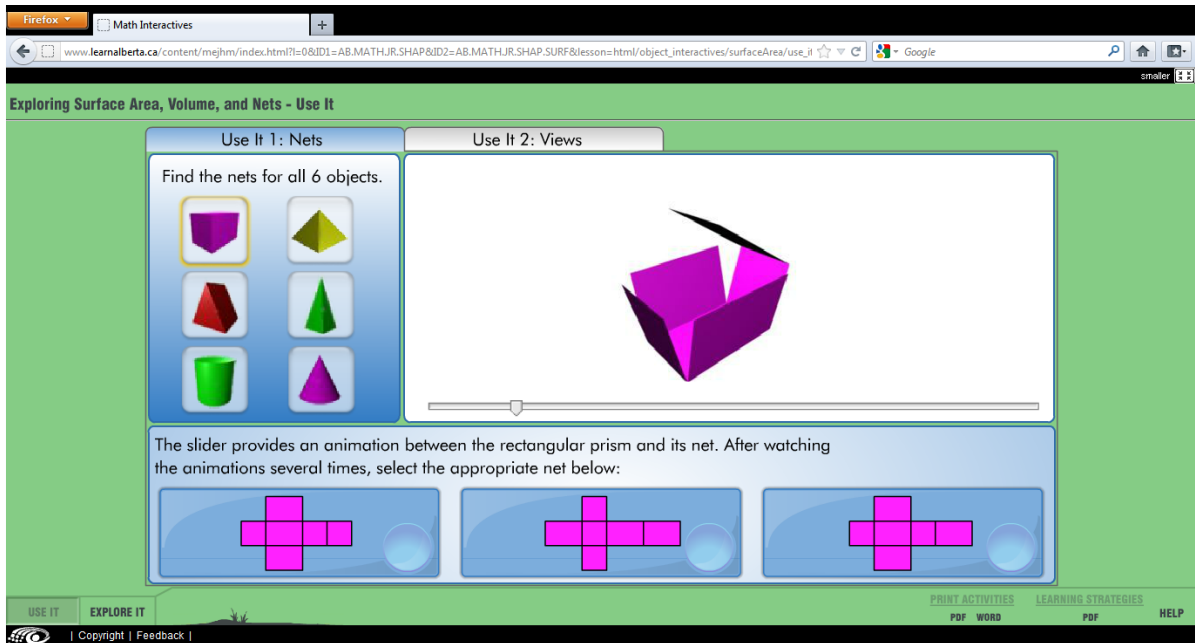 Firefox
Math Interactives
www.learnalberta.ca/content/mejhm/index.html?l=0&ID1=AB.MATH.JR.SHAP&ID2=AB.MATH.JR.SHAP.SURF&lesson=html/object_interactives/surfaceArea/use_it
Google
smaller
Exploring Surface Area, Volume, and Nets - Use It
Use It 1: Nets
Use It 2: Views
Find the nets for all 6 objects.
The slider provides an animation between the rectangular prism and its net. After watching
the animations several times, select the appropriate net below:
USE IT
EXPLORE IT
PRINT ACTIVITIES
PDF WORD
LEARNING STRATEGIES
PDF
HELP
| Copyright | Feedback |